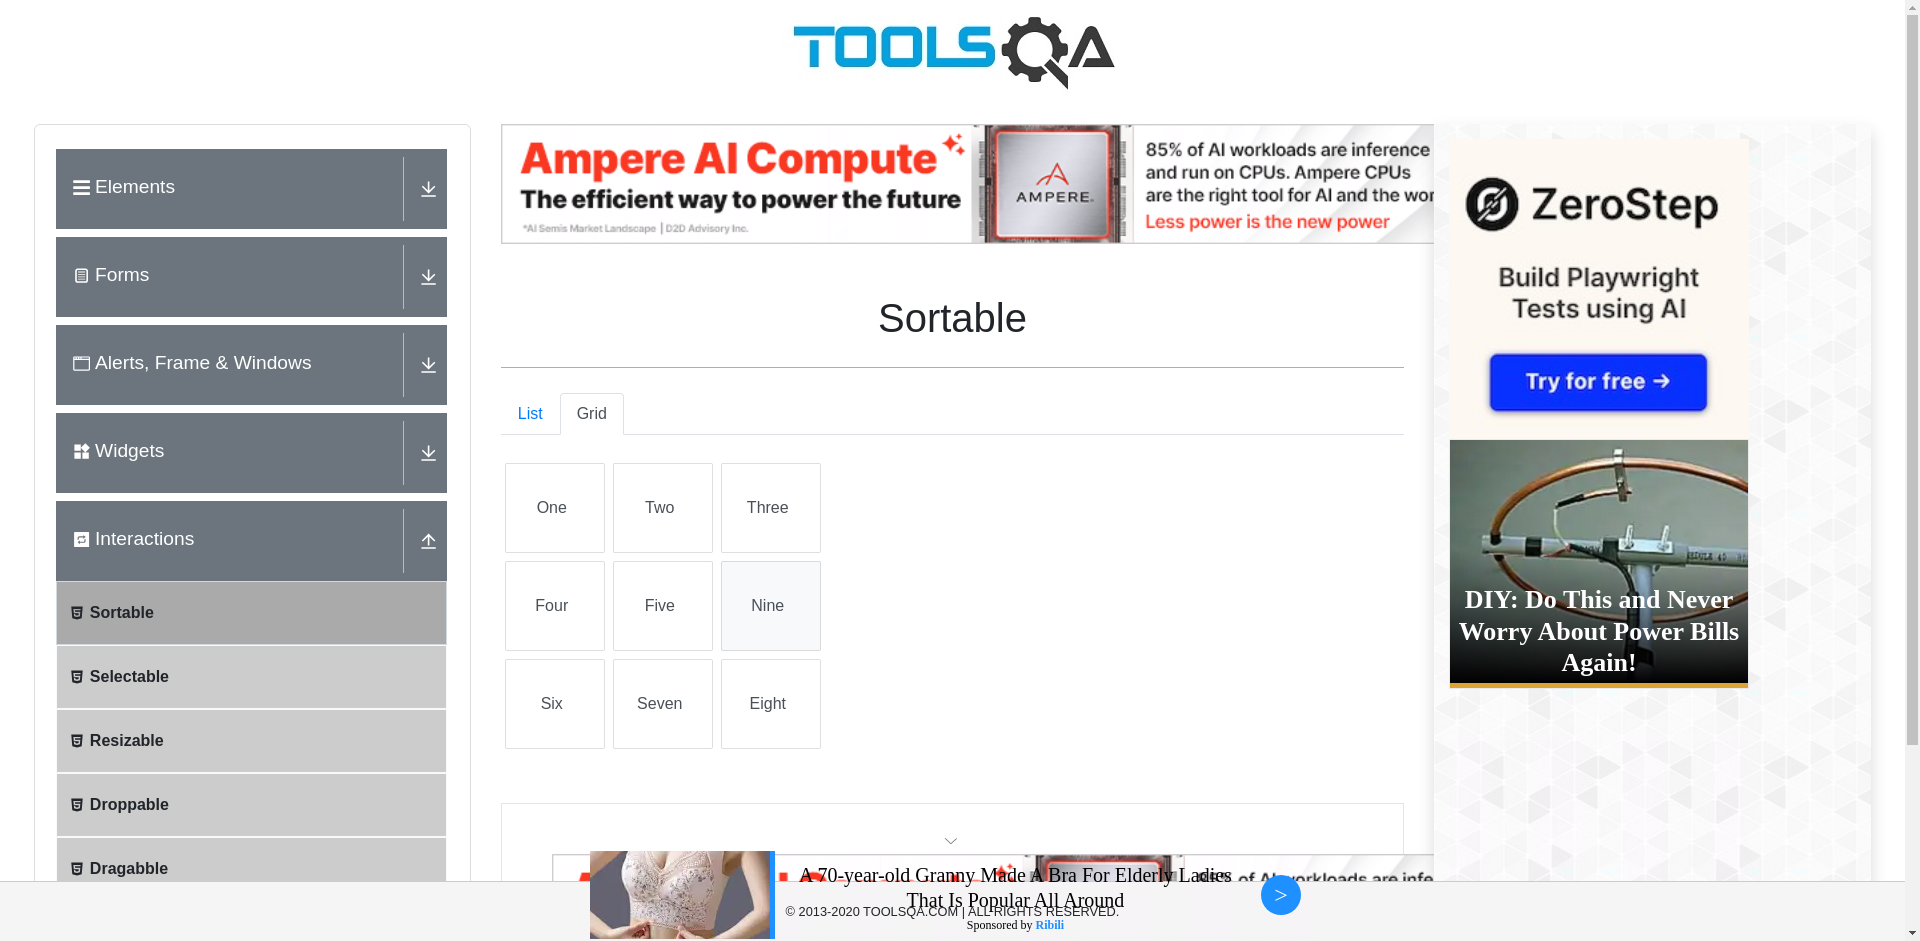 TOOLSQA
Elements
Forms
Alerts, Frame & Windows
Widgets
Interactions
Sortable
Selectable
Resizable
Droppable
Dragabble
Ampere AI Compute
The efficient way to power the future
*AI Semis Market Landscape | D2D Advisory Inc.
AMPERE
85% of AI workloads are inference
and run on CPUs. Ampere CPUs
are the right tool for AI and the wor
Less power is the new power
Sortable
List
Grid
One
Two
Three
Four
Five
Nine
Six
Seven
Eight
ZeroStep
Build Playwright
Tests using AI
Try for free →
DIY: Do This and Never
Worry About Power Bills
Again!
A 70-year-old Granny Made A Bra For Elderly Ladies
That Is Popular All Around
Sponsored by Ribili
>
© 2013-2020 TOOLSQA.COM | ALL RIGHTS RESERVED.